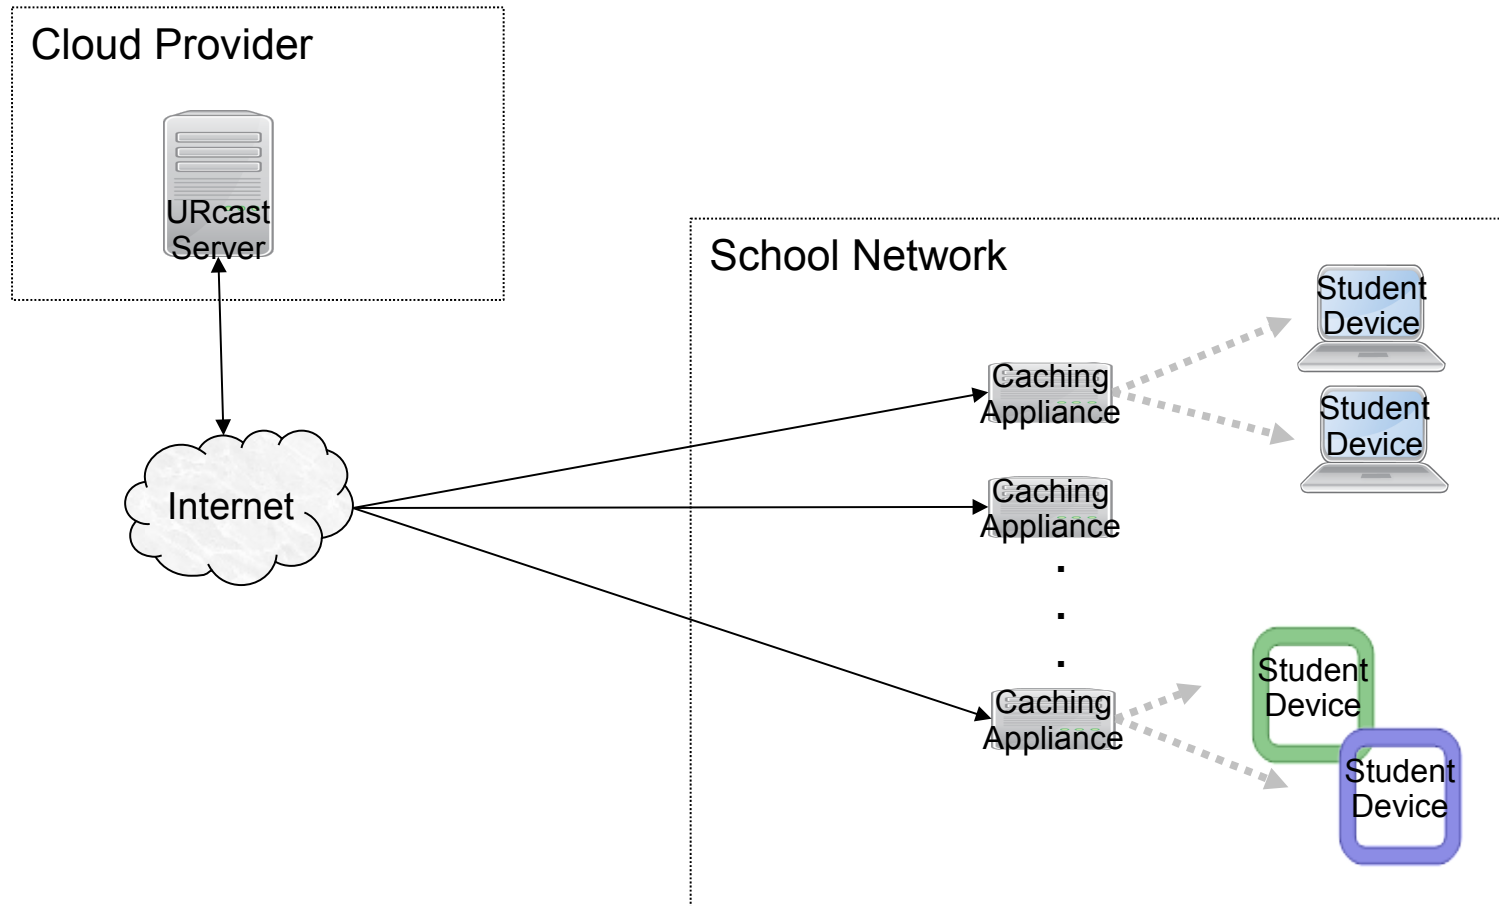 Cloud Provider
URcast
Server
School Network
Student
Device
Caching
Appliance
Student
Device
Internet
Caching
Appliance
.
.
.
Student
Device
Caching
Appliance
Student
Device